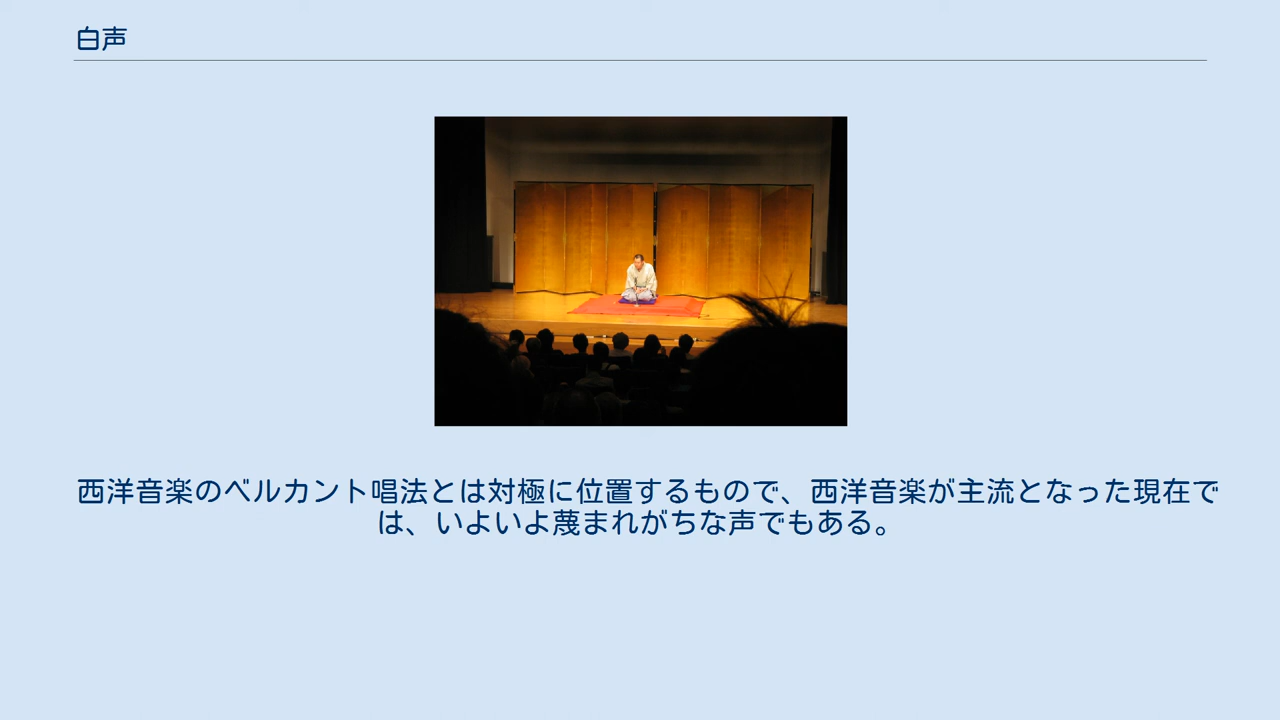 白声
西洋音楽のベルカント唱法とは対極に位置するもので、西洋音楽が主流となった現在で
は、いよいよ蔑まれがちな声でもある。